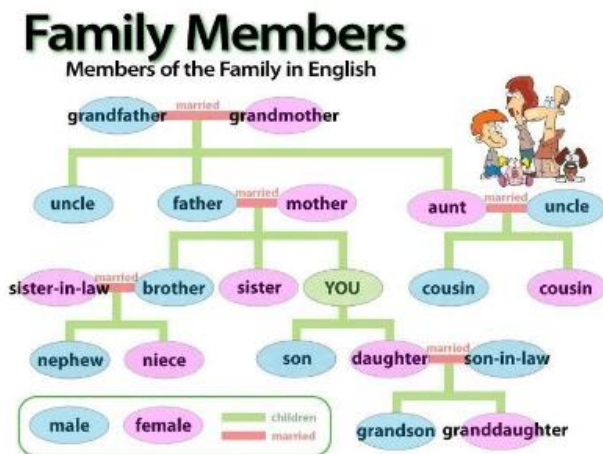 Family Members
Members of the Family in English
married
grandfather grandmother
uncle father married mother aunt married uncle
sister-in-law married brother sister YOU cousin cousin
nephew niece son daughter married son-in-law
male female children married grandson granddaughter